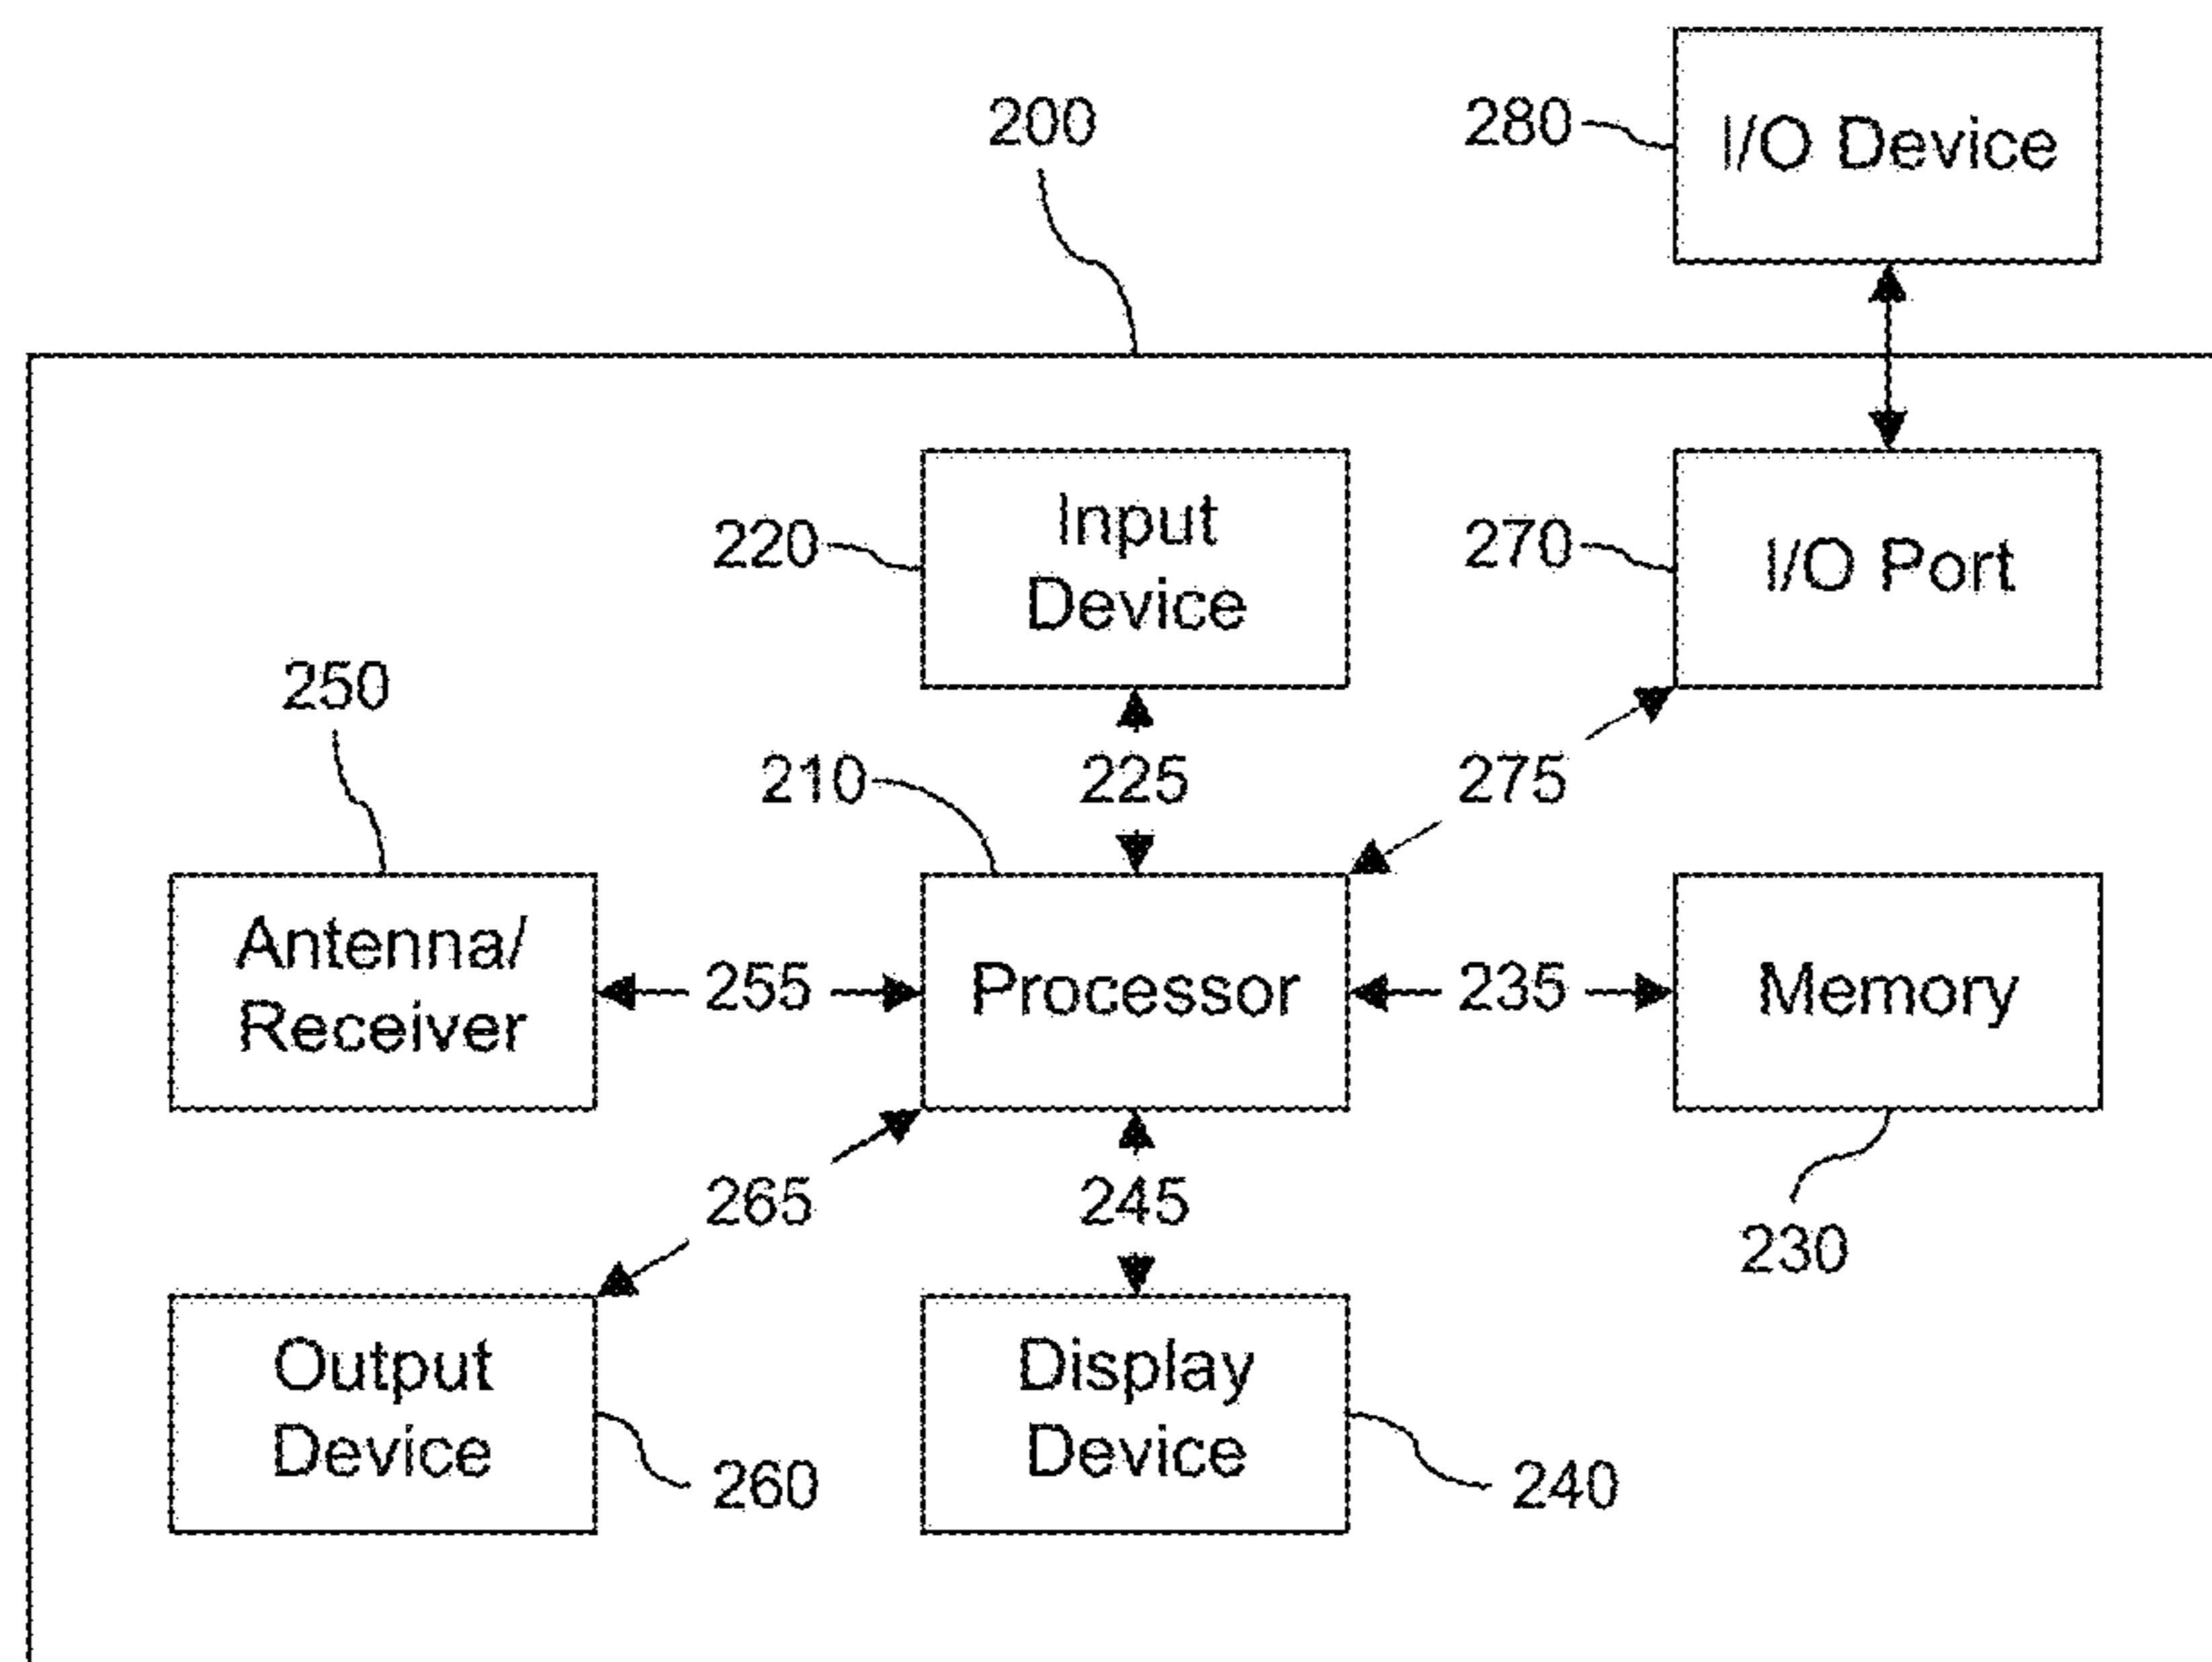 200
280
I/O Device
220
Input
Device
270
I/O Port
250
210
225
275
Antenna/
Receiver
255
Processor
235
Memory
265
245
230
Output
Device
260
Display
Device
240